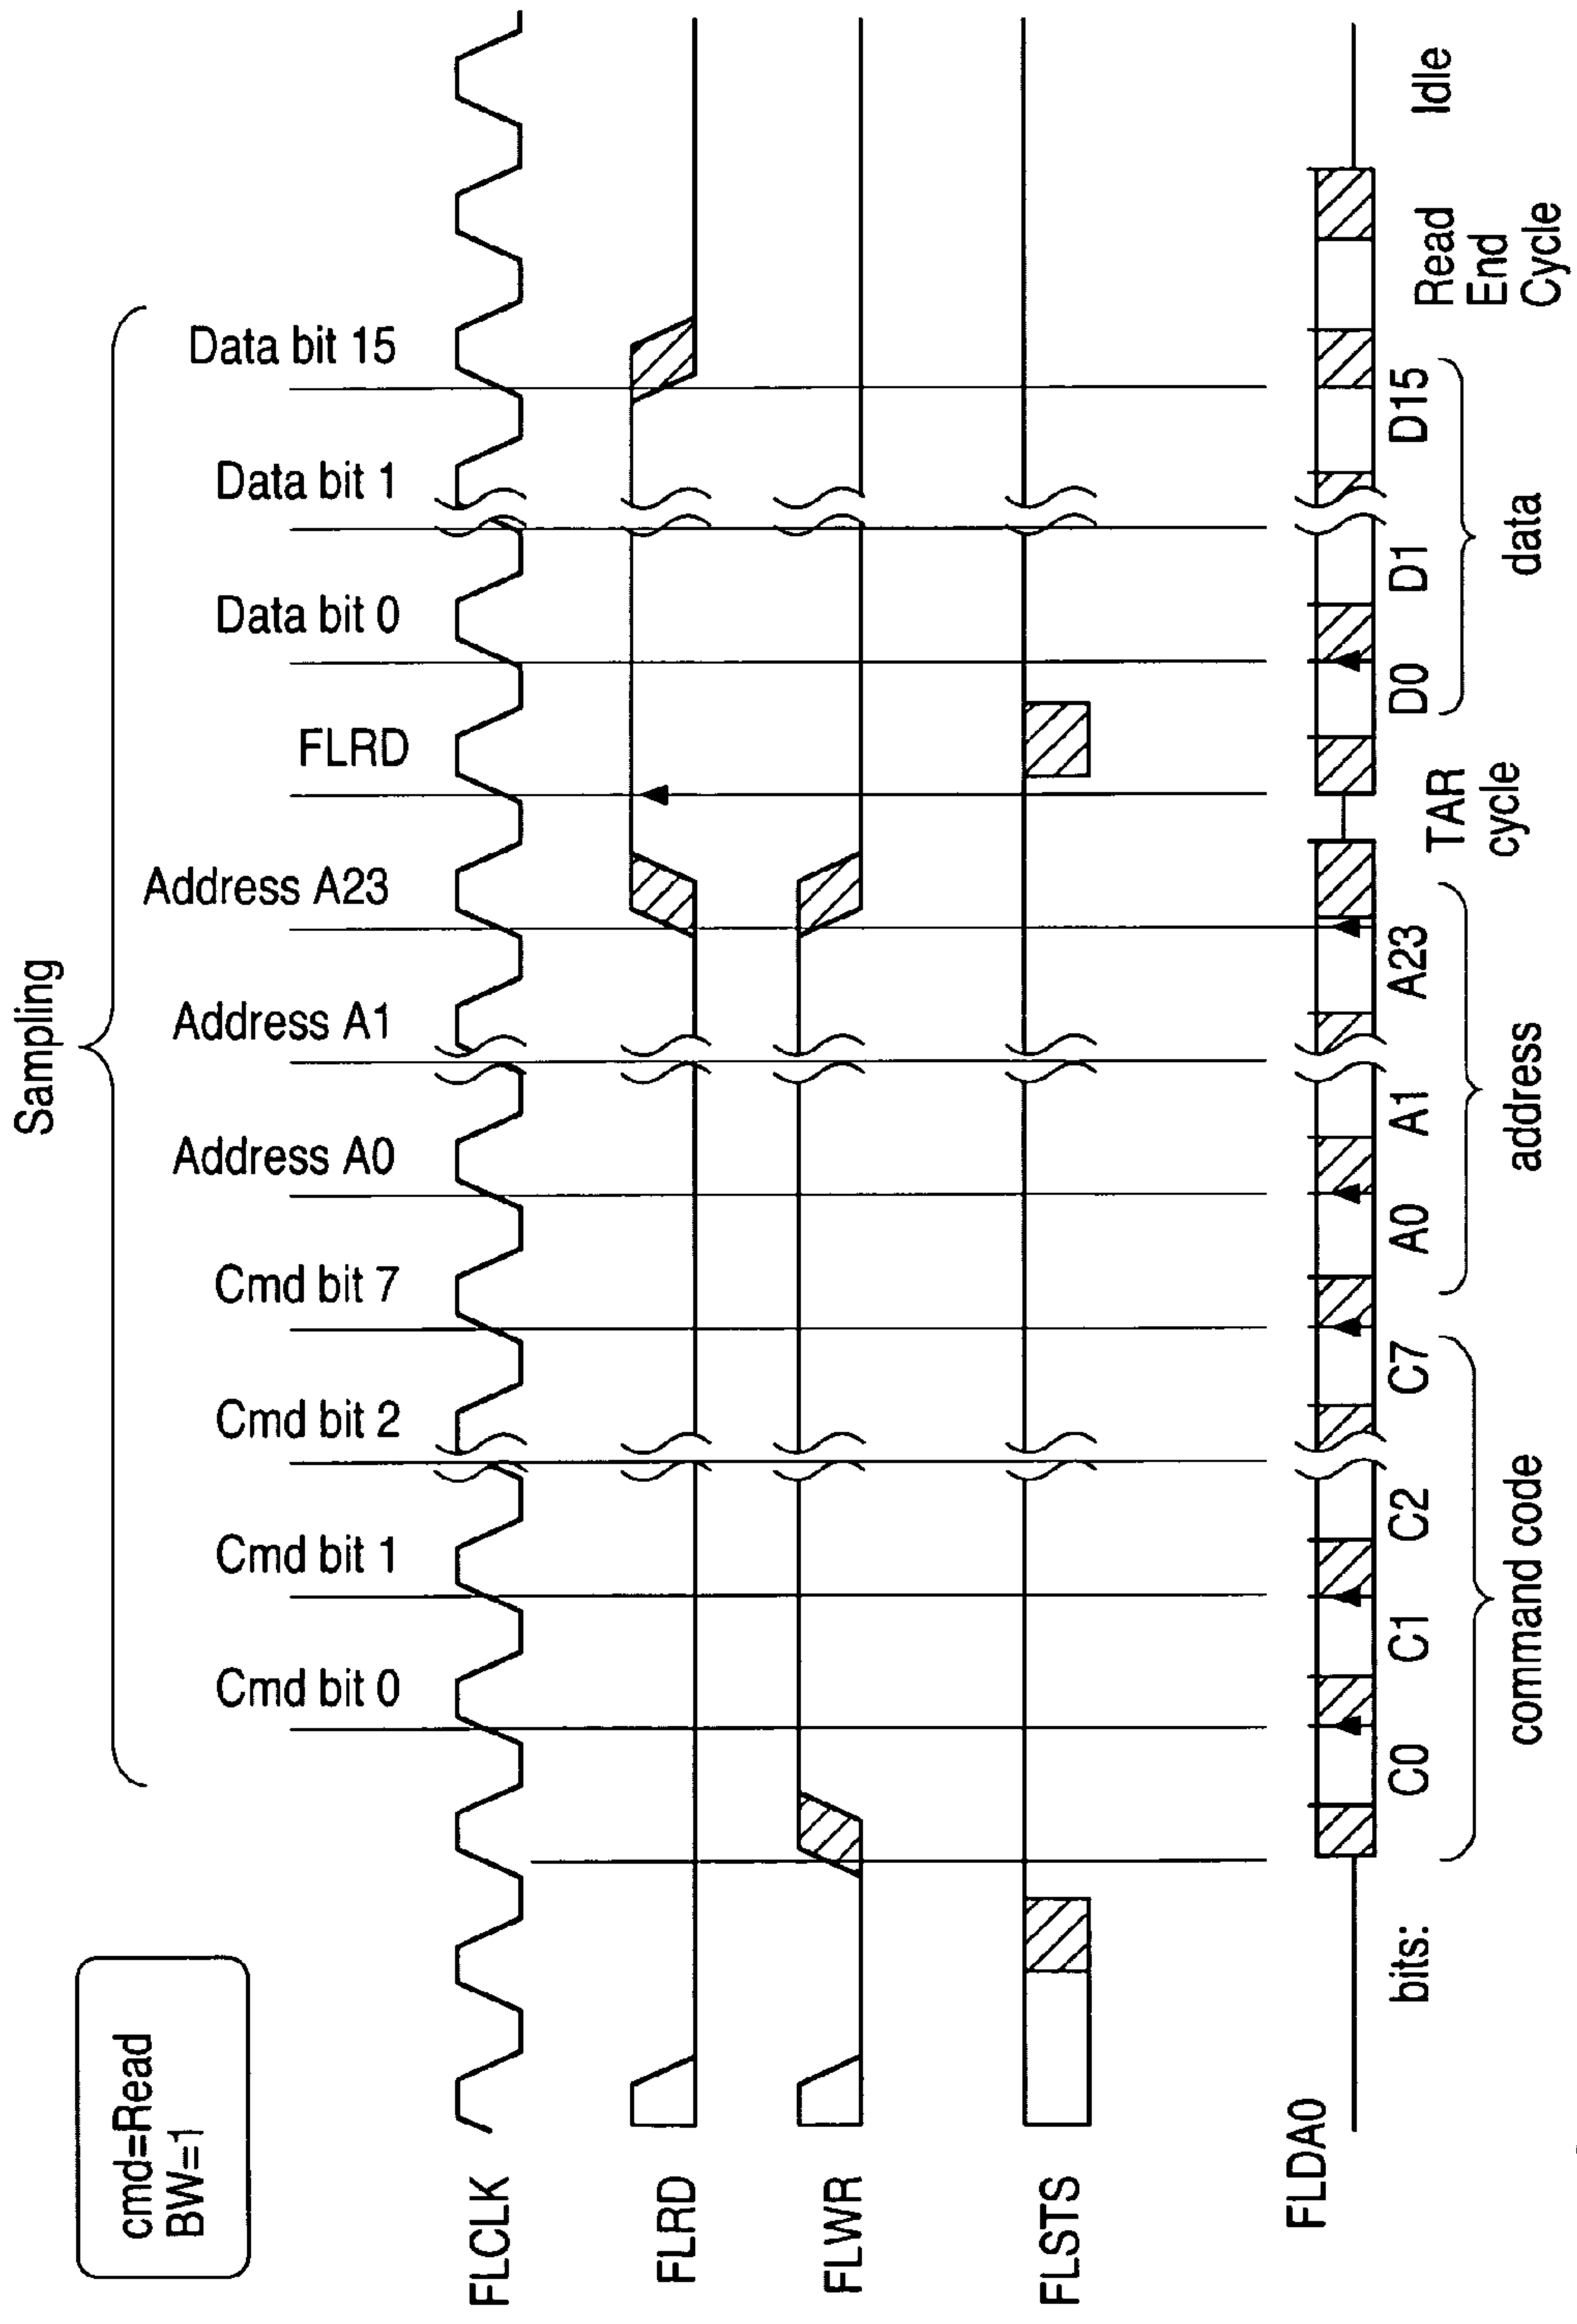 cmd=Read
BW=1
Sampling
Cmd bit 0
Cmd bit 1
Cmd bit 2
Cmd bit 7
Address A0
Address A1
Address A23
FLRD
Data bit 0
Data bit 1
Data bit 15
FLCLK
FLRD
FLWR
FLSTS
FLDA0
bits:
C0
C1
C2
C7
A0
A1
A23
TAR
cycle
D0
D1
D15
Read
End
Cycle
Idle
command code
address
data